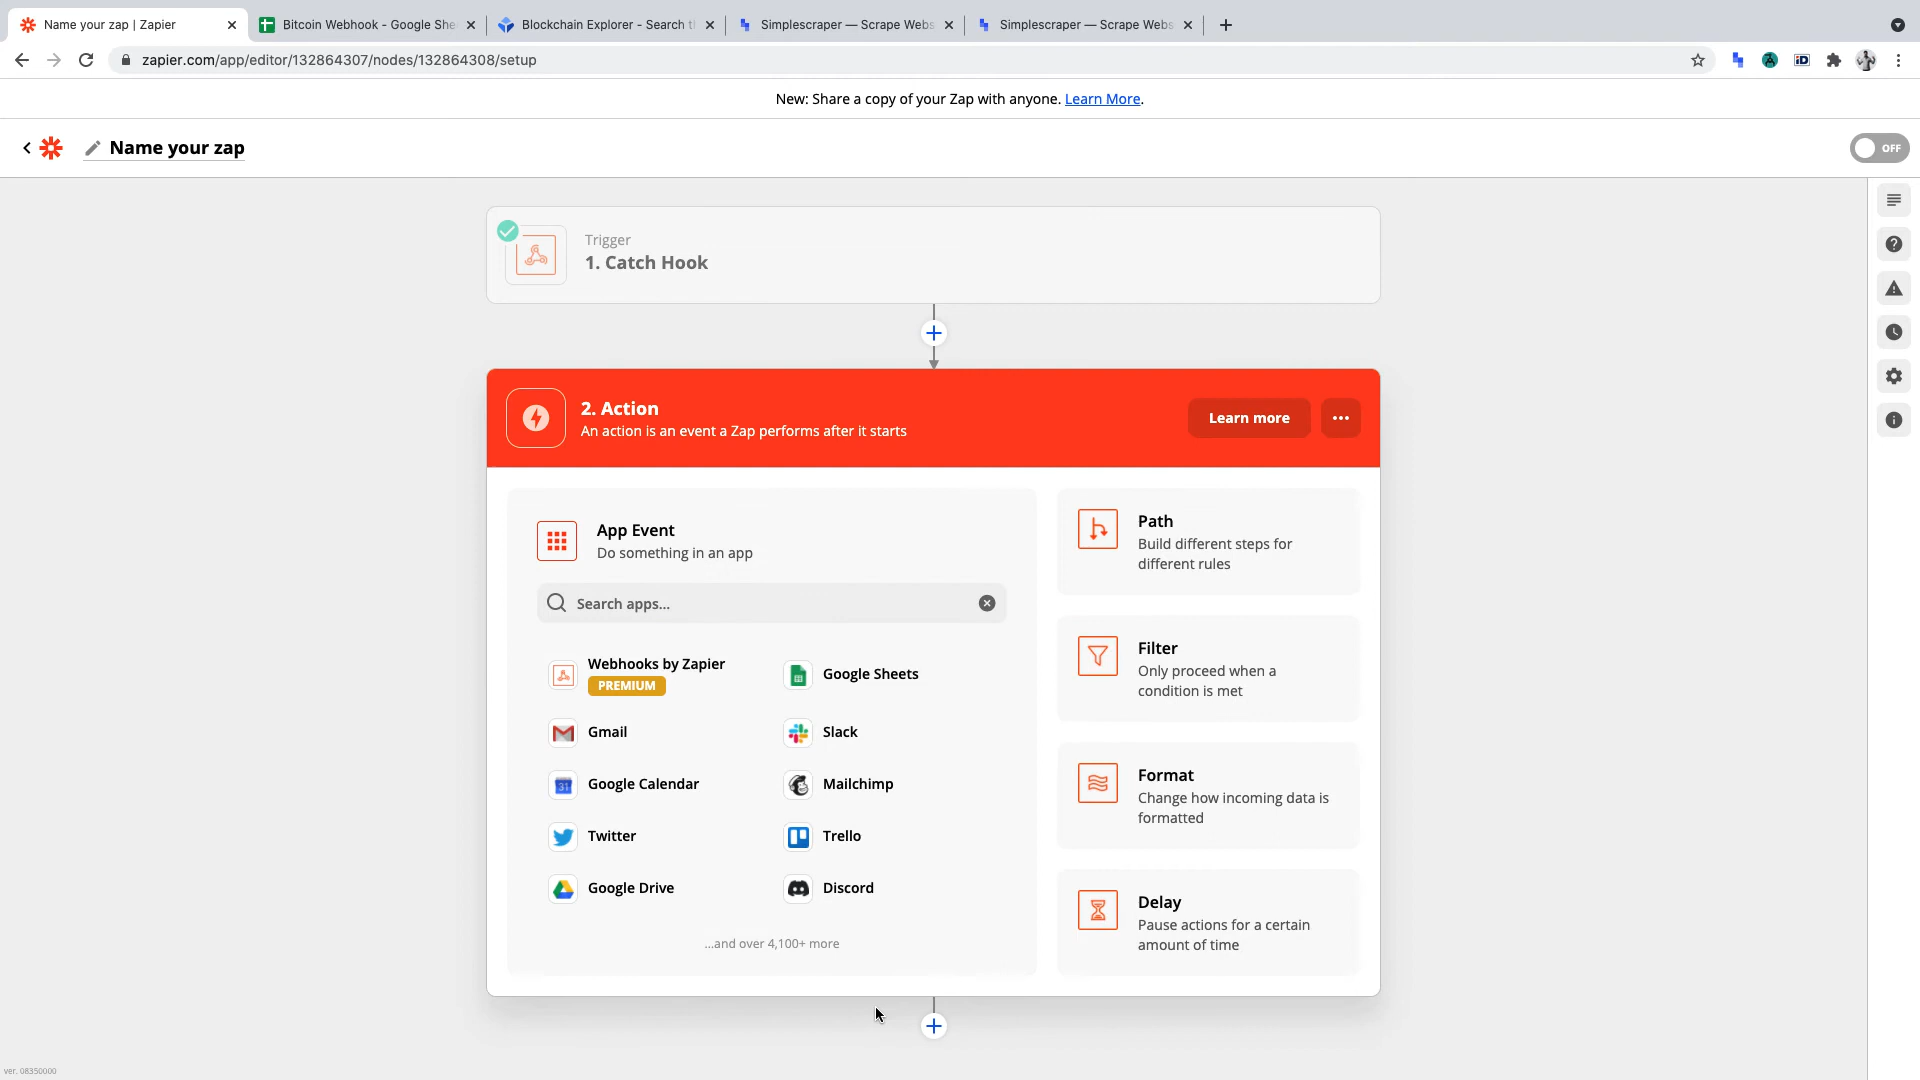 Name your zap | Zapier
Bitcoin Webhook - Google She
Blockchain Explorer - Search t
Simplescraper — Scrape Webs
Simplescraper — Scrape Webs
zapier.com/app/editor/132864307/nodes/132864308/setup
New: Share a copy of your Zap with anyone. Learn More.
Name your zap
OFF
Trigger
1. Catch Hook
2. Action
An action is an event a Zap performs after it starts
Learn more
App Event
Do something in an app
Search apps...
Webhooks by Zapier
PREMIUM
Google Sheets
Gmail
Slack
Google Calendar
31
Mailchimp
Twitter
Trello
Google Drive
Discord
...and over 4,100+ more
Path
Build different steps for
different rules
Filter
Only proceed when a
condition is met
Format
Change how incoming data is
formatted
Delay
Pause actions for a certain
amount of time
ver. 08350000